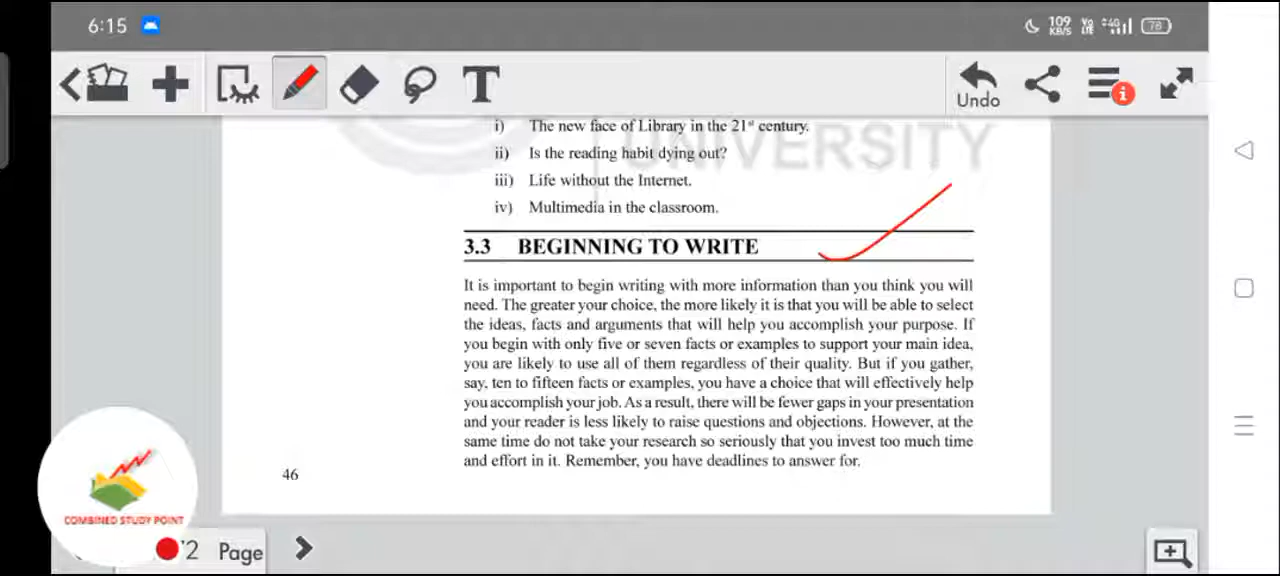 6:15
109
KB/S
Vo
LTE
4G
78
Undo
i) The new face of Library in the 21st century.
UNIVERSITY
ii) Is the reading habit dying out?
iii) Life without the Internet.
iv) Multimedia in the classroom.
3.3 BEGINNING TO WRITE
It is important to begin writing with more information than you think you will
need. The greater your choice, the more likely it is that you will be able to select
the ideas, facts and arguments that will help you accomplish your purpose. If
you begin with only five or seven facts or examples to support your main idea,
you are likely to use all of them regardless of their quality. But if you gather,
say, ten to fifteen facts or examples, you have a choice that will effectively help
you accomplish your job. As a result, there will be fewer gaps in your presentation
and your reader is less likely to raise questions and objections. However, at the
same time do not take your research so seriously that you invest too much time
and effort in it. Remember, you have deadlines to answer for.
46
COMBINED STUDY POINT
2 Page